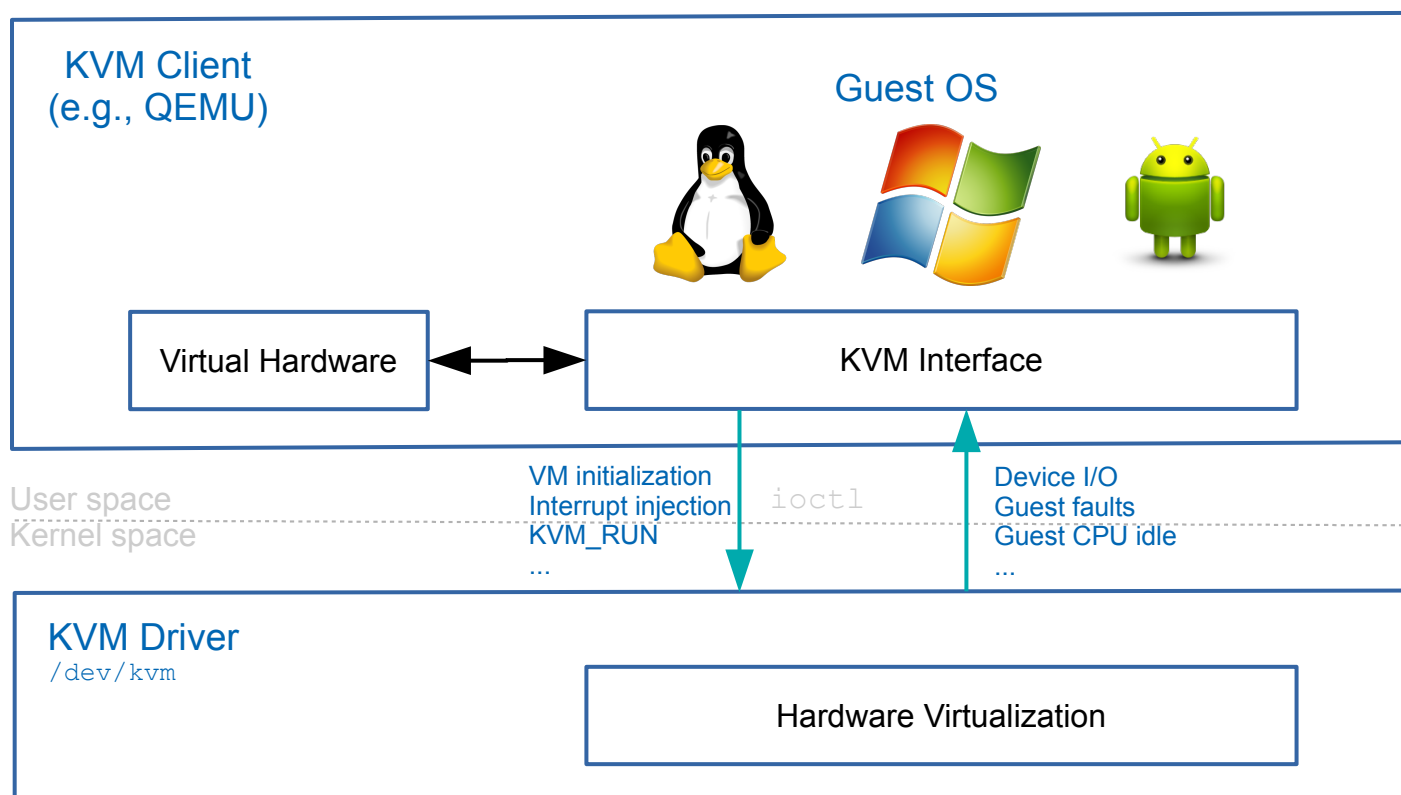 KVM Client
(e.g., QEMU)
Guest OS
Virtual Hardware
KVM Interface
VM initialization
Interrupt injection
KVM_RUN
...
ioctl
Device I/O
Guest faults
Guest CPU idle
...
User space
Kernel space
KVM Driver
/dev/kvm
Hardware Virtualization